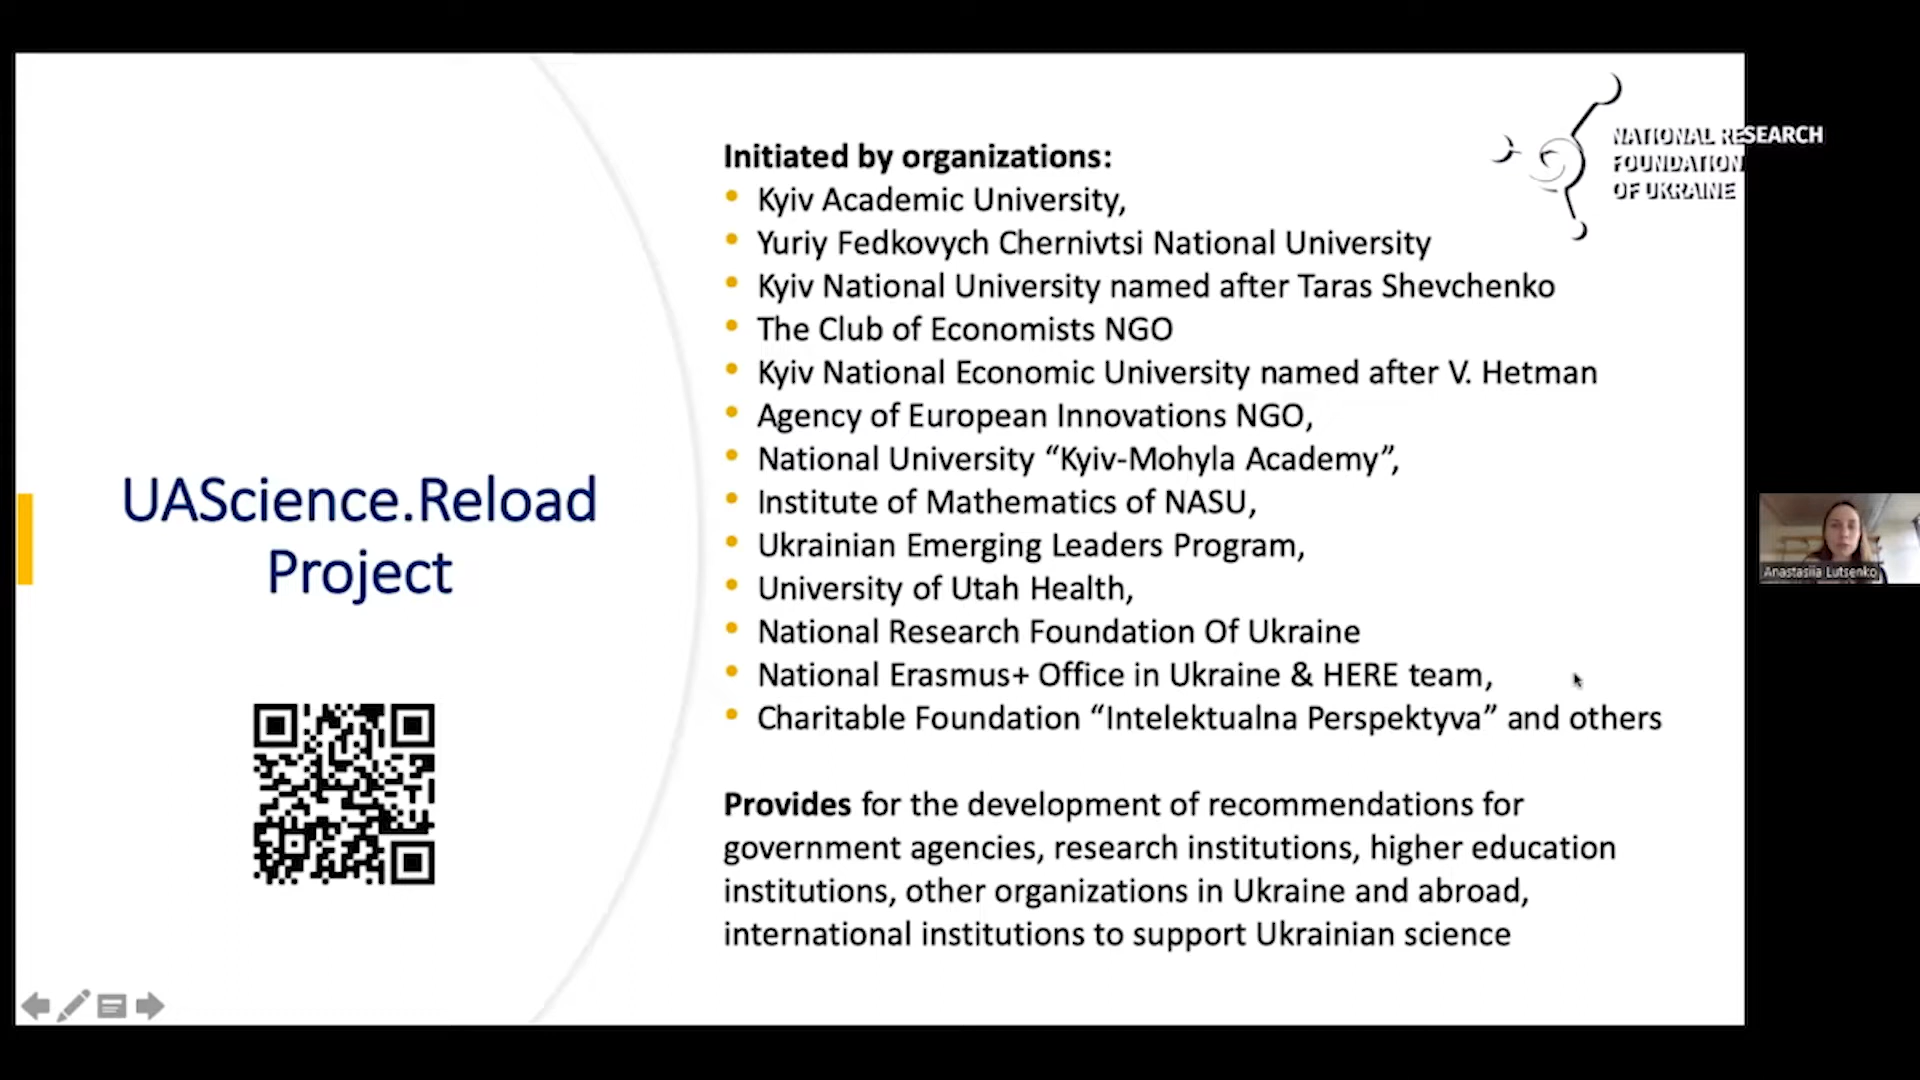 NATIONAL RESEARCH
FOUNDATION
OF UKRAINE
UAScience.Reload
Project
Initiated by organizations:
• Kyiv Academic University,
• Yuriy Fedkovych Chernivtsi National University
• Kyiv National University named after Taras Shevchenko
• The Club of Economists NGO
• Kyiv National Economic University named after V. Hetman
• Agency of European Innovations NGO,
• National University “Kyiv-Mohyla Academy”,
• Institute of Mathematics of NASU,
• Ukrainian Emerging Leaders Program,
• University of Utah Health,
• National Research Foundation Of Ukraine
• National Erasmus+ Office in Ukraine & HERE team,
• Charitable Foundation “Intelektualna Perspektyva” and others
Provides for the development of recommendations for
government agencies, research institutions, higher education
institutions, other organizations in Ukraine and abroad,
international institutions to support Ukrainian science
Anastasiia Lutsenko